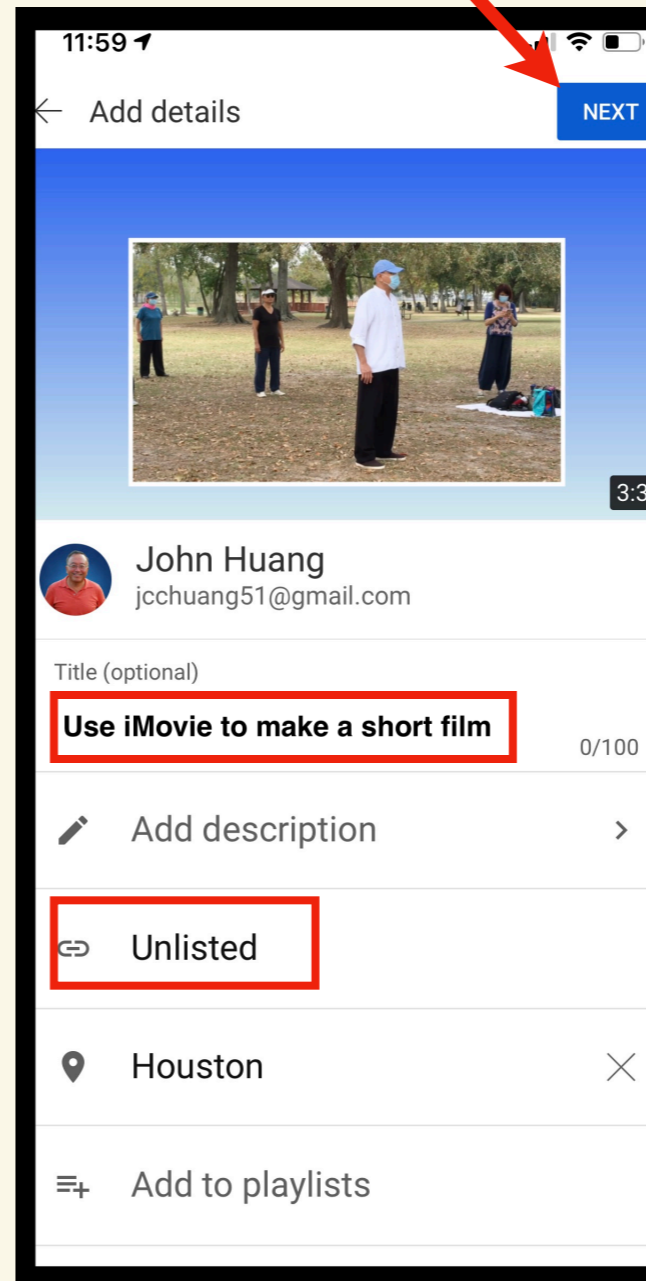 11:59
Add details
NEXT
3:3
John Huang
jcchuang51@gmail.com
Title (optional)
Use iMovie to make a short film
0/100
Add description
Unlisted
Houston
Add to playlists